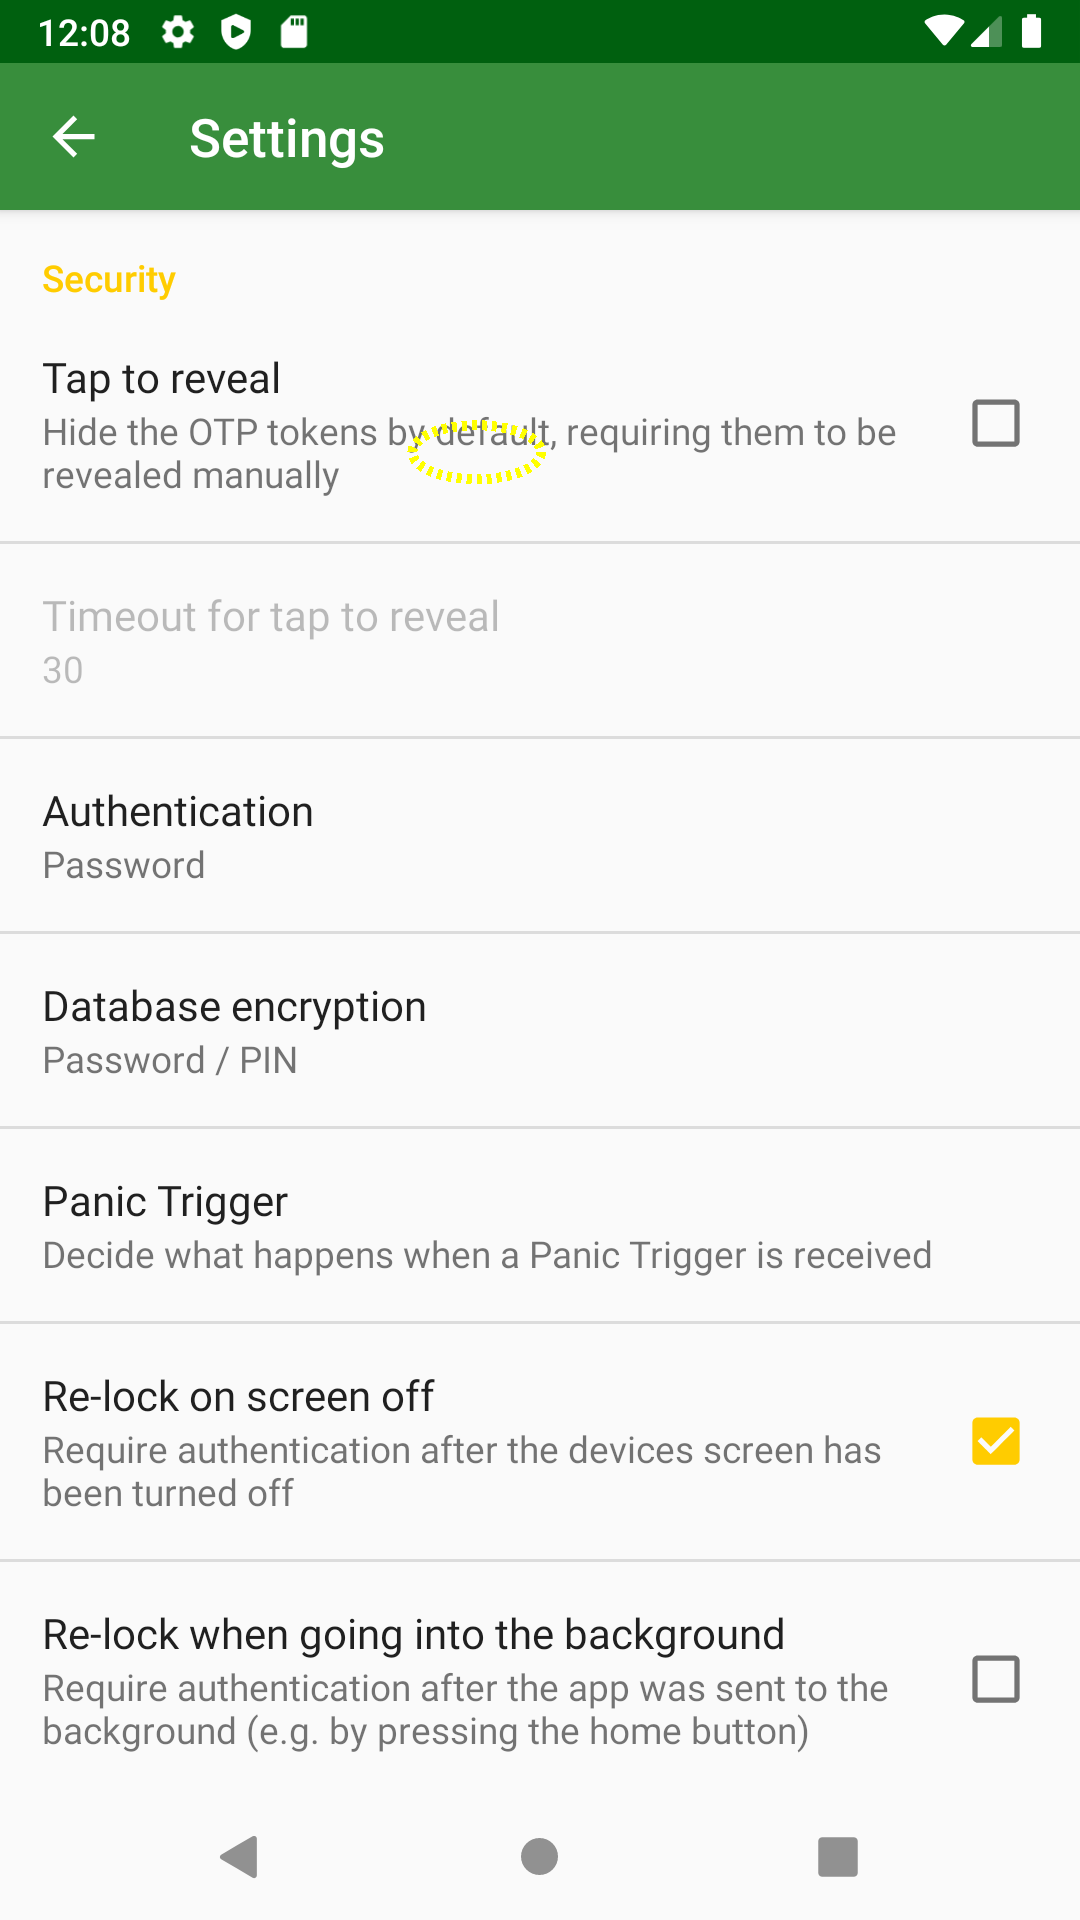 12:08
Settings
Security
Tap to reveal
Hide the OTP tokens by default, requiring them to be
revealed manually
Timeout for tap to reveal
30
Authentication
Password
Database encryption
Password / PIN
Panic Trigger
Decide what happens when a Panic Trigger is received
Re-lock on screen off
Require authentication after the devices screen has
been turned off
Re-lock when going into the background
Require authentication after the app was sent to the
background (e.g. by pressing the home button)